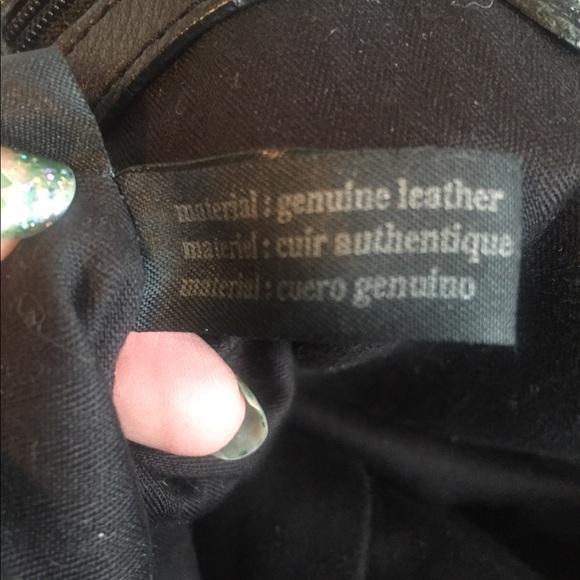 material : genuine leather
materiel : cuir authentique
material : cuero genuino